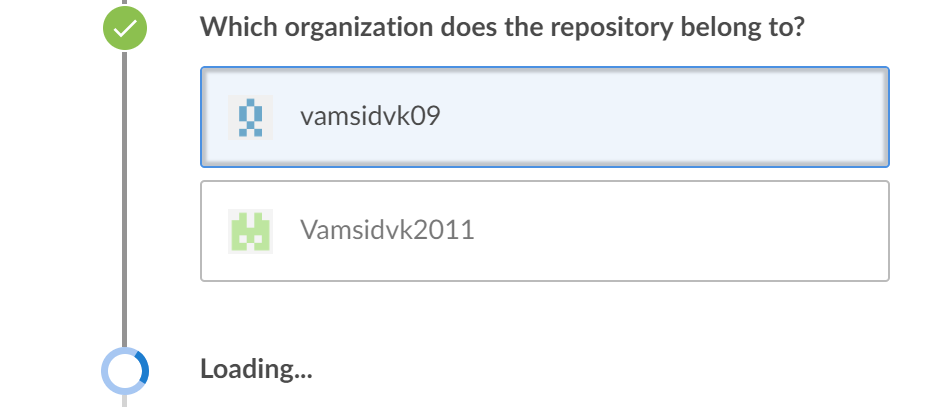 Which organization does the repository belong to?
vamsidvk09
Vamsidvk2011
Loading...